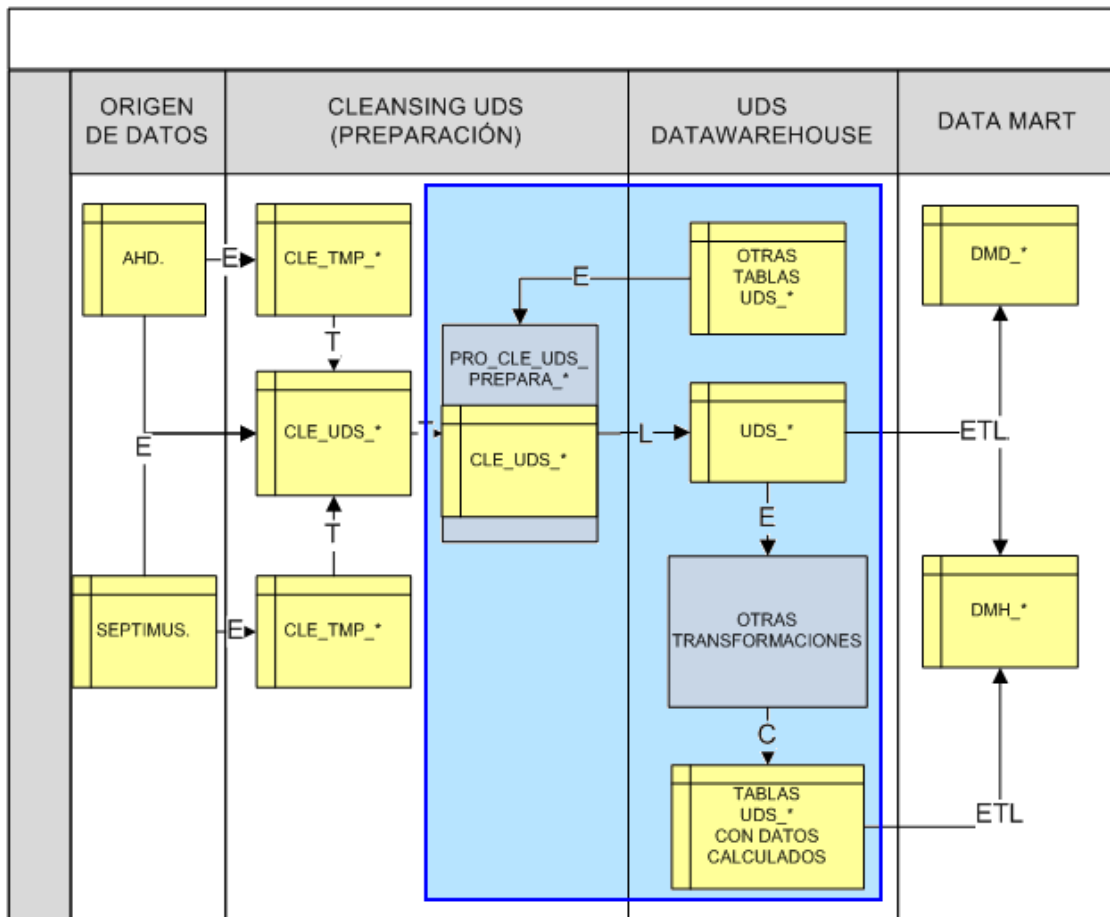 ORIGEN
DE DATOS
CLEANSING UDS
(PREPARACIÓN)
UDS
DATAWAREHOUSE
DATA MART
AHD.
E
CLE_TMP_*
OTRAS
TABLAS
UDS_*
DMD_*
E
T
PRO_CLE_UDS_
PREPARA_*
CLE_UDS_*
T
CLE_UDS_*
L
UDS_*
ETL
E
E
T
SEPTIMUS.
E
CLE_TMP_*
OTRAS
TRANSFORMACIONES
DMH_*
C
TABLAS
UDS_*
CON DATOS
CALCULADOS
ETL